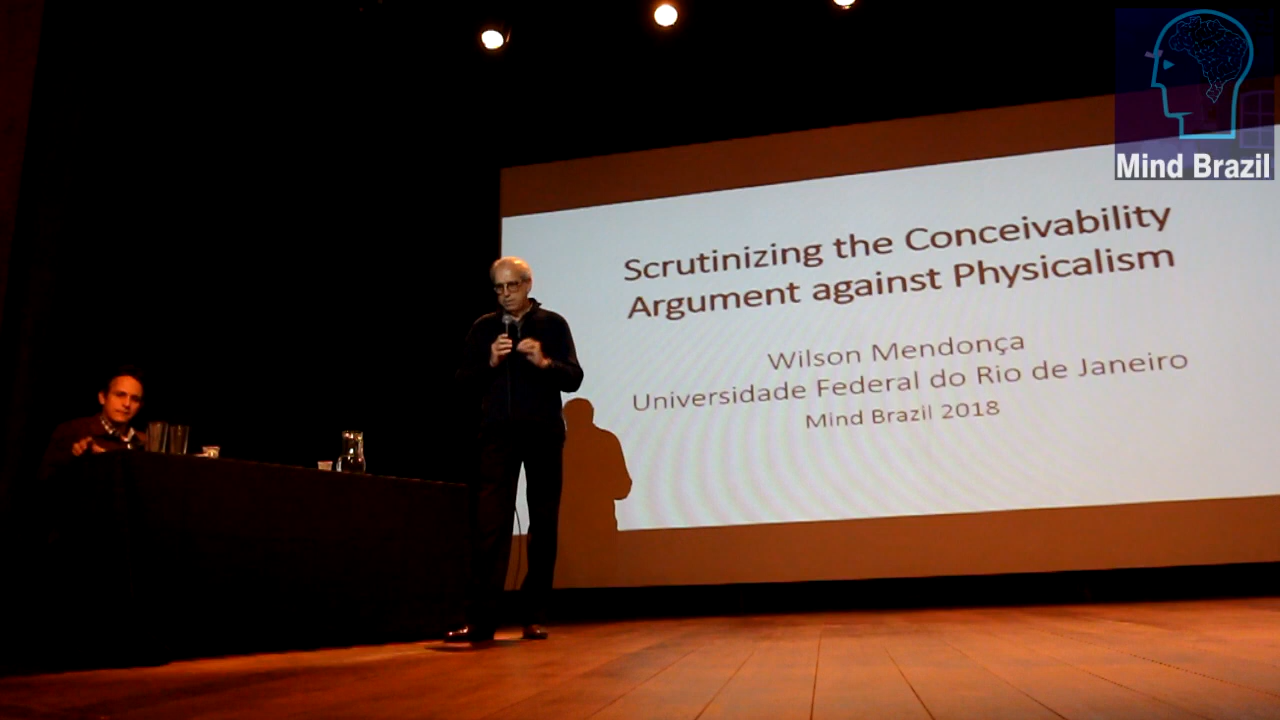 Mind Brazil
Scrutinizing the Conceivability
Argument against Physicalism
Wilson Mendonça
Universidade Federal do Rio de Janeiro
Mind Brazil 2018